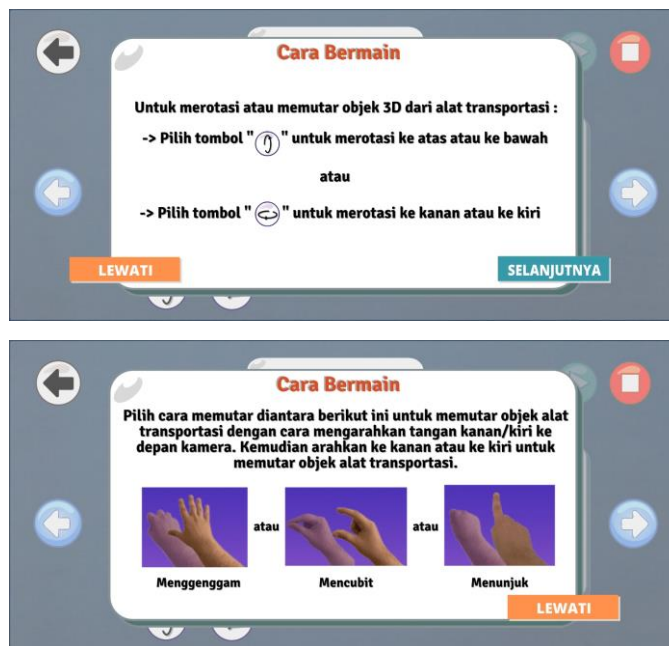 Cara Bermain
Untuk merotasi atau memutar objek 3D dari alat transportasi :
-> Pilih tombol " " untuk merotasi ke atas atau ke bawah
atau
-> Pilih tombol " " untuk merotasi ke kanan atau ke kiri
LEWATI
SELANJUTNYA
Cara Bermain
Pilih cara memutar diantara berikut ini untuk memutar objek alat
transportasi dengan cara mengarahkan tangan kanan/kiri ke
depan kamera. Kemudian arahkan ke kanan atau ke kiri untuk
memutar objek alat transportasi.
atau
atau
Menggenggam
Mencubit
Menunjuk
LEWATI